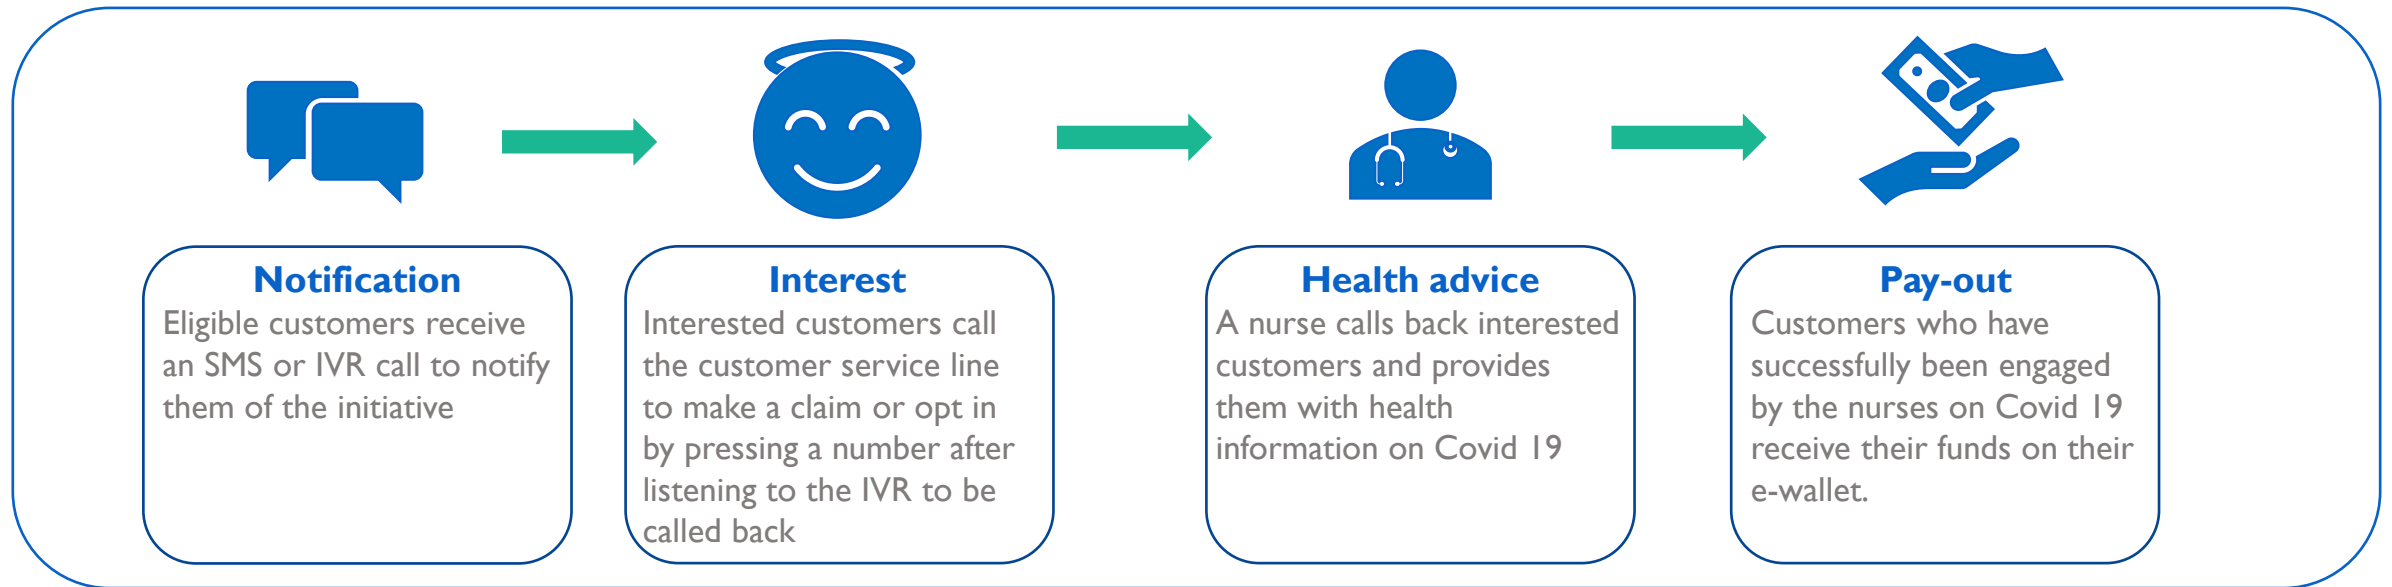 Notification
Eligible customers receive
an SMS or IVR call to notify
them of the initiative
Interest
Interested customers call
the customer service line
to make a claim or opt in
by pressing a number after
listening to the IVR to be
called back
Health advice
A nurse calls back interested
customers and provides
them with health
information on Covid 19
Pay-out
Customers who have
successfully been engaged
by the nurses on Covid 19
receive their funds on their
e-wallet.